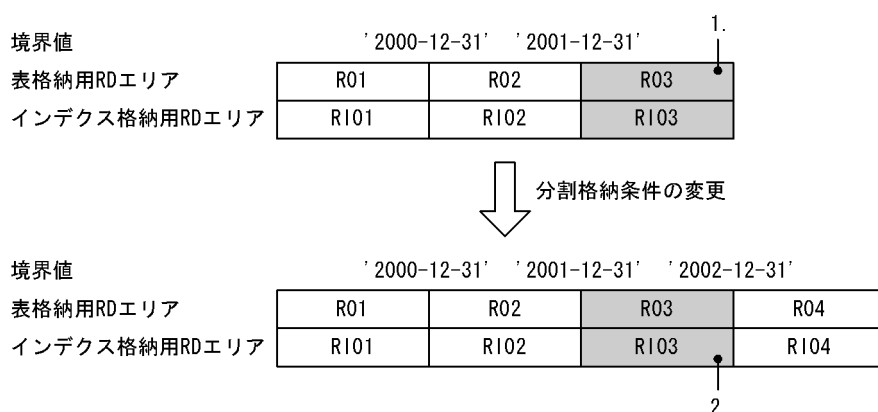 1.
境界値 '2000-12-31' '2001-12-31'
表格納用RDエリア R01 R02 R03
インデクス格納用RDエリア RI01 RI02 RI03
分割格納条件の変更
境界値 '2000-12-31' '2001-12-31' '2002-12-31'
表格納用RDエリア R01 R02 R03 R04
インデクス格納用RDエリア RI01 RI02 RI03 RI04
2.